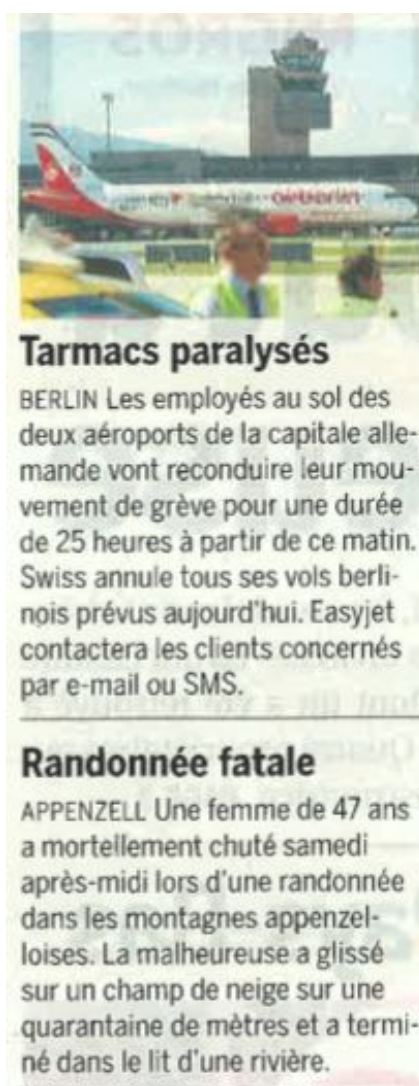 airberlin
Tarmacs paralysés
BERLIN Les employés au sol des
deux aéroports de la capitale alle-
mande vont reconduire leur mou-
vement de grève pour une durée
de 25 heures à partir de ce matin.
Swiss annule tous ses vols berli-
nois prévus aujourd'hui. Easyjet
contactera les clients concernés
par e-mail ou SMS.
Randonnée fatale
APPENZELL Une femme de 47 ans
a mortellement chuté samedi
après-midi lors d'une randonnée
dans les montagnes appenzel-
loises. La malheureuse a glissé
sur un champ de neige sur une
quarantaine de mètres et a termi-
né dans le lit d'une rivière.